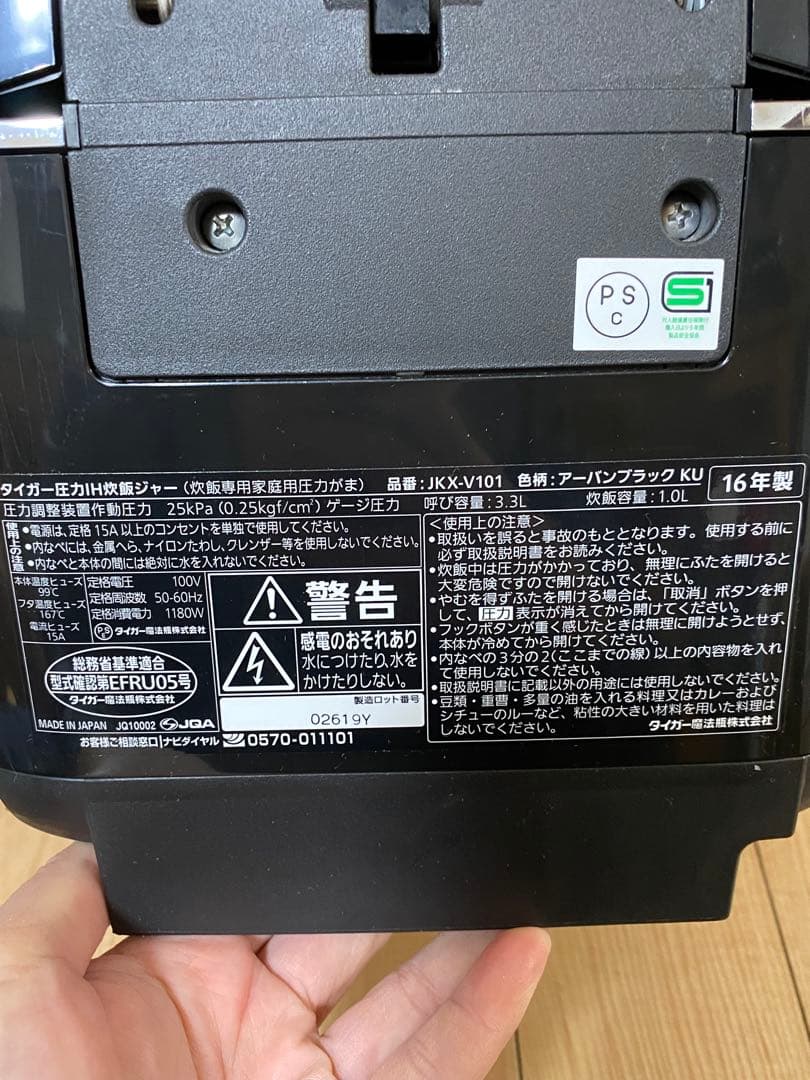 PS
C
S
タイガー圧力IH炊飯ジャー(炊飯専用家庭用圧力がま) 品番:JKX-V101 色柄:アーバンブラック KU 16年製
圧力調整装置作動圧力 25kPa (0.25kgf/cm²) ゲージ圧力 呼び容量:3.3L 炊飯容量:1.0L
使用上の注意
●電源は、定格15A以上のコンセントを単独で使用してください。
●内なべには、金属へら、ナイロンたわし、クレンザー等を使用しないでください。
●内なべと本体の間には絶対に水を入れないでください。
本体温度ヒューズ
99℃
フタ温度ヒューズ
167℃
電流ヒューズ
15A
定格電圧 100V
定格周波数 50-60Hz
定格消費電力 1180W
PS タイガー魔法瓶株式会社
警告
感電のおそれあり
水につけたり、水を
かけたりしない。
総務省基準適合
型式確認第EFRU05号
タイガー魔法瓶株式会社
製造ロット番号
02619Y
MADE IN JAPAN JQ10002 JQA
お客様ご相談窓口 ナビダイヤル 0570-011101
<使用上の注意>
●取扱いを誤ると事故のもととなります。使用する前に
必ず取扱説明書をお読みください。
●炊飯中は圧力がかかっており、無理にふたを開けると
大変危険ですので開けないでください。
●やむを得ずふたを開ける場合は、「取消」ボタンを押
して、圧力表示が消えてから開けてください。
●フックボタンが重く感じたときは無理に開けようとせず、
本体が冷めてから開けてください。
●内なべの3分の2(ここまでの線)以上の内容物を入れ
て使用しないでください。
●取扱説明書に記載以外の用途には使用しないでください。
●豆類・重曹・多量の油を入れる料理又はカレーおよび
シチューのルーなど、粘性の大きい材料を用いた料理は
しないでください。
タイガー魔法瓶株式会社